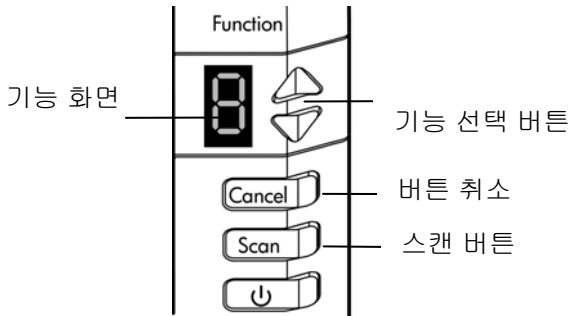 Function
기능 화면
기능 선택 버튼
Cancel
버튼 취소
Scan
스캔 버튼